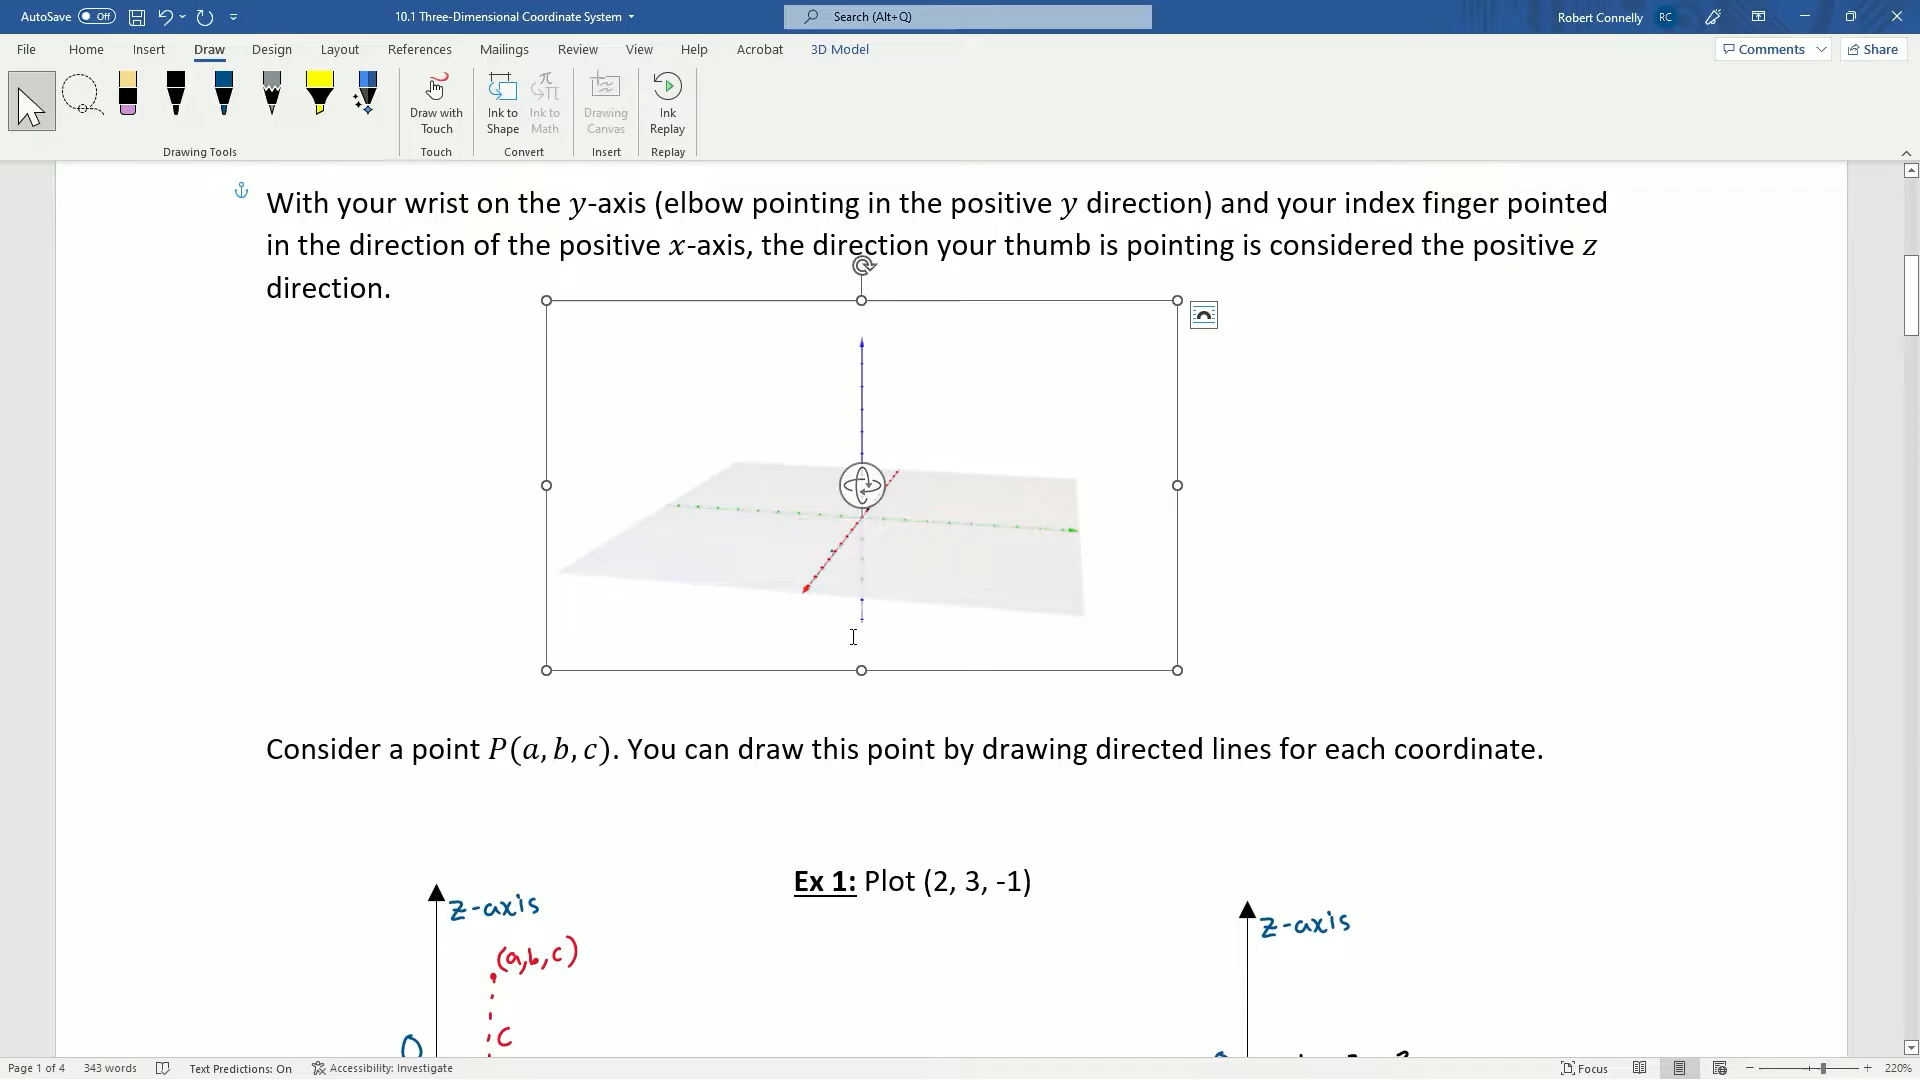 AutoSave Off
10.1 Three-Dimensional Coordinate System
Search (Alt+Q)
Robert Connelly RC
File Home Insert Draw Design Layout References Mailings Review View Help Acrobat 3D Model
Comments Share
Draw with Touch
Ink to Shape
Ink to Math
Drawing Canvas
Ink Replay
Drawing Tools Touch Convert Insert Replay
With your wrist on the y-axis (elbow pointing in the positive y direction) and your index finger pointed
in the direction of the positive x-axis, the direction your thumb is pointing is considered the positive z
direction.
Consider a point P(a, b, c). You can draw this point by drawing directed lines for each coordinate.
Ex 1: Plot (2, 3, -1)
z-axis
(a,b,c)
c
z-axis
Page 1 of 4 343 words Text Predictions: On Accessibility: Investigate Focus 220%